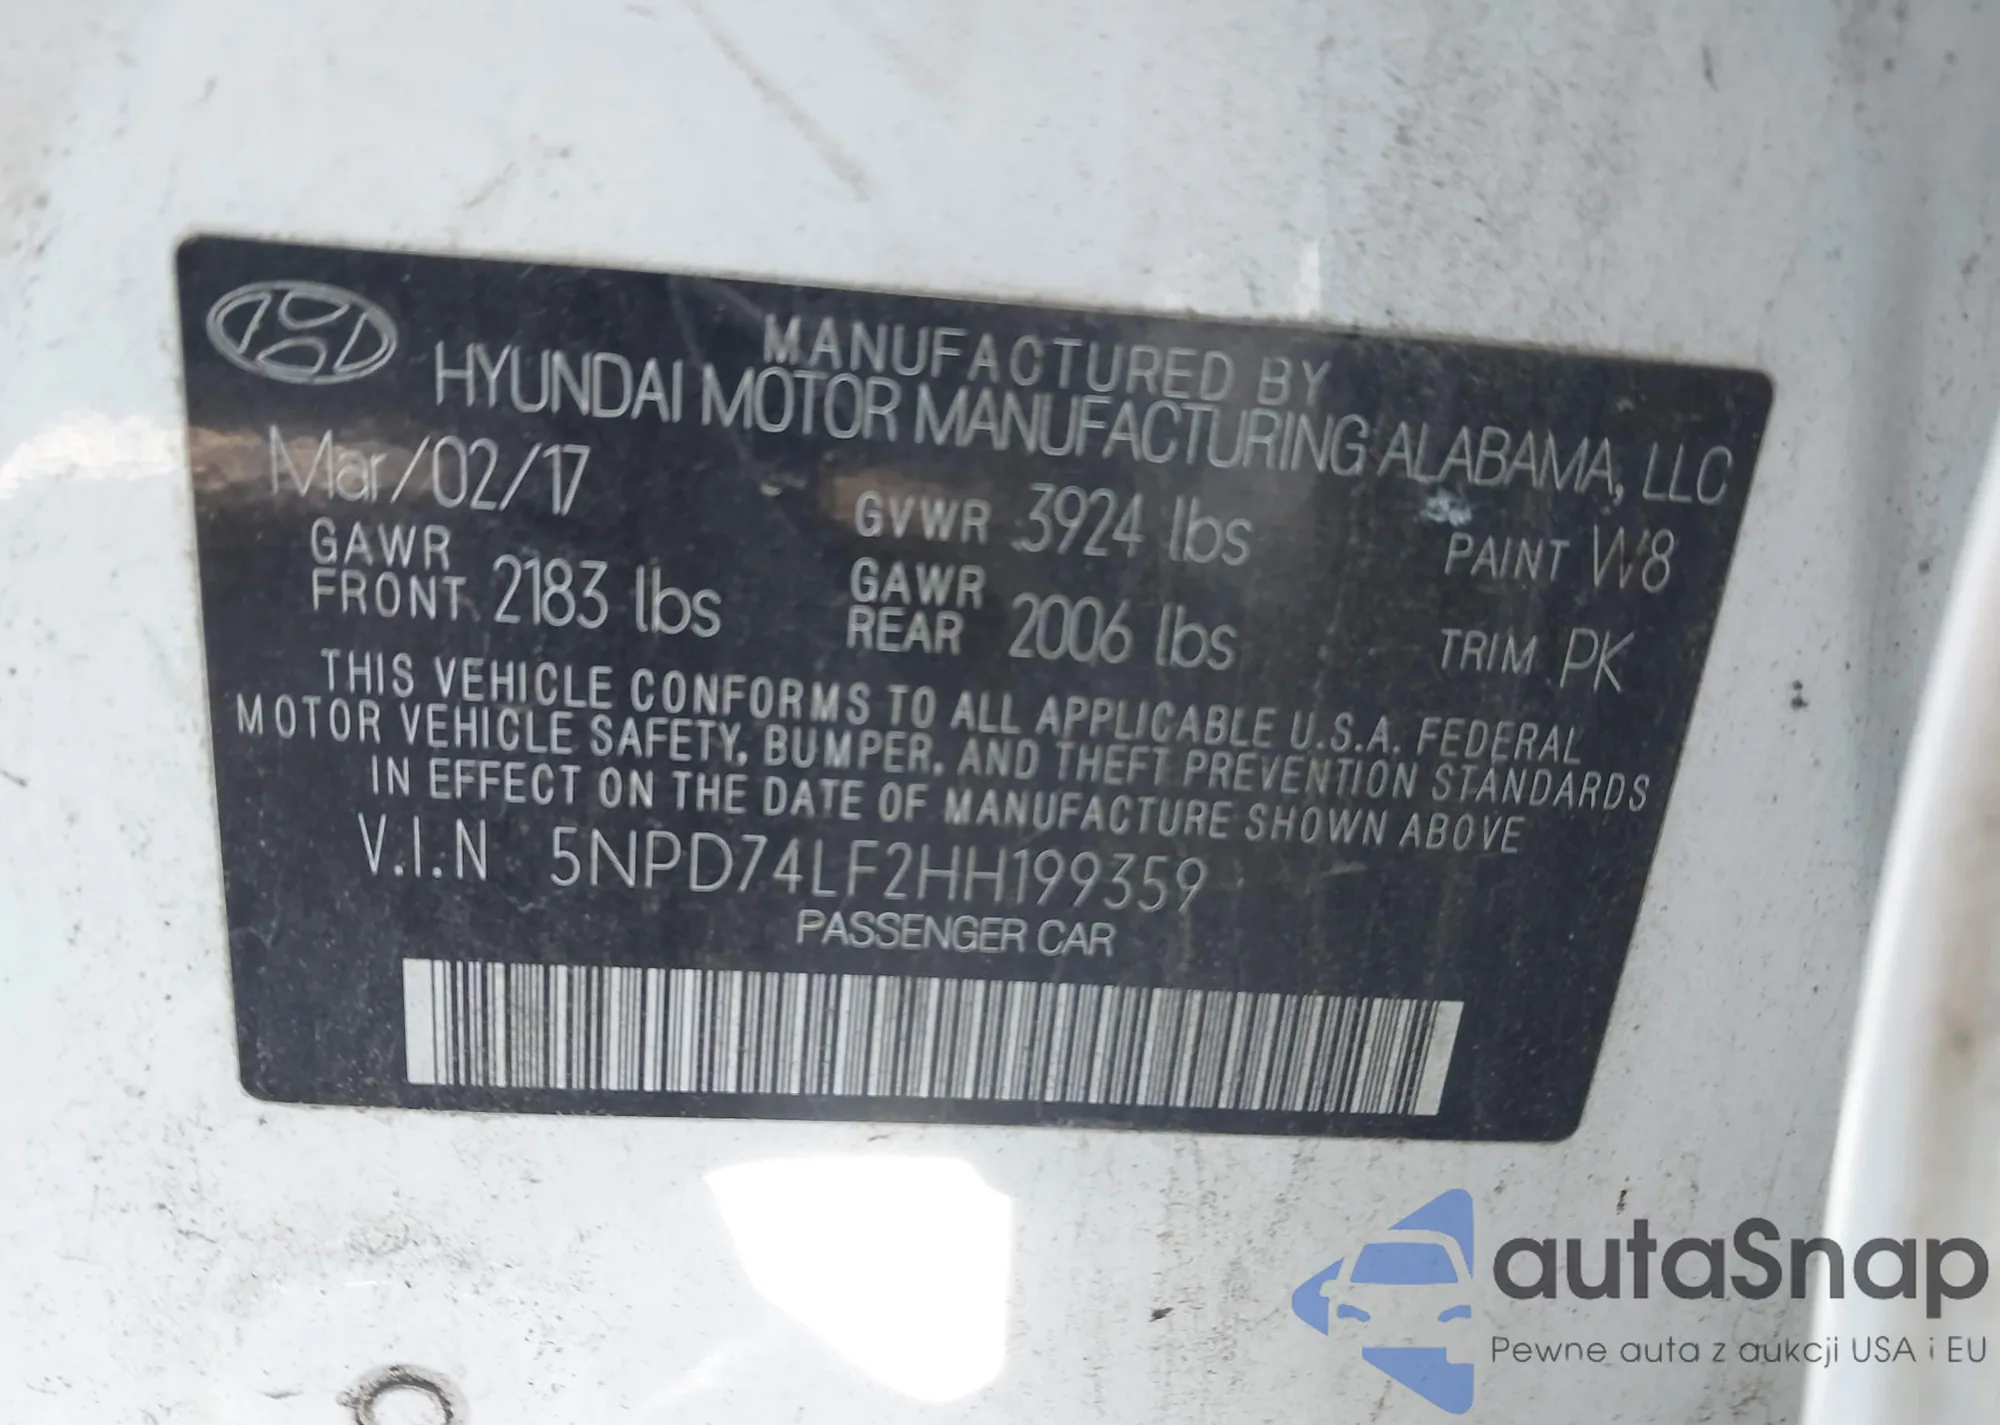 MANUFACTURED BY
HYUNDAI MOTOR MANUFACTURING ALABAMA, LLC
Mar/02/17 GVWR 3924 lbs PAINT W8
GAWR FRONT 2183 lbs GAWR REAR 2006 lbs TRIM PK
THIS VEHICLE CONFORMS TO ALL APPLICABLE U.S.A. FEDERAL
MOTOR VEHICLE SAFETY, BUMPER, AND THEFT PREVENTION STANDARDS
IN EFFECT ON THE DATE OF MANUFACTURE SHOWN ABOVE
V.I.N 5NPD74LF2HH199359
PASSENGER CAR
autaSnap
Pewne auta z aukcji USA i EU